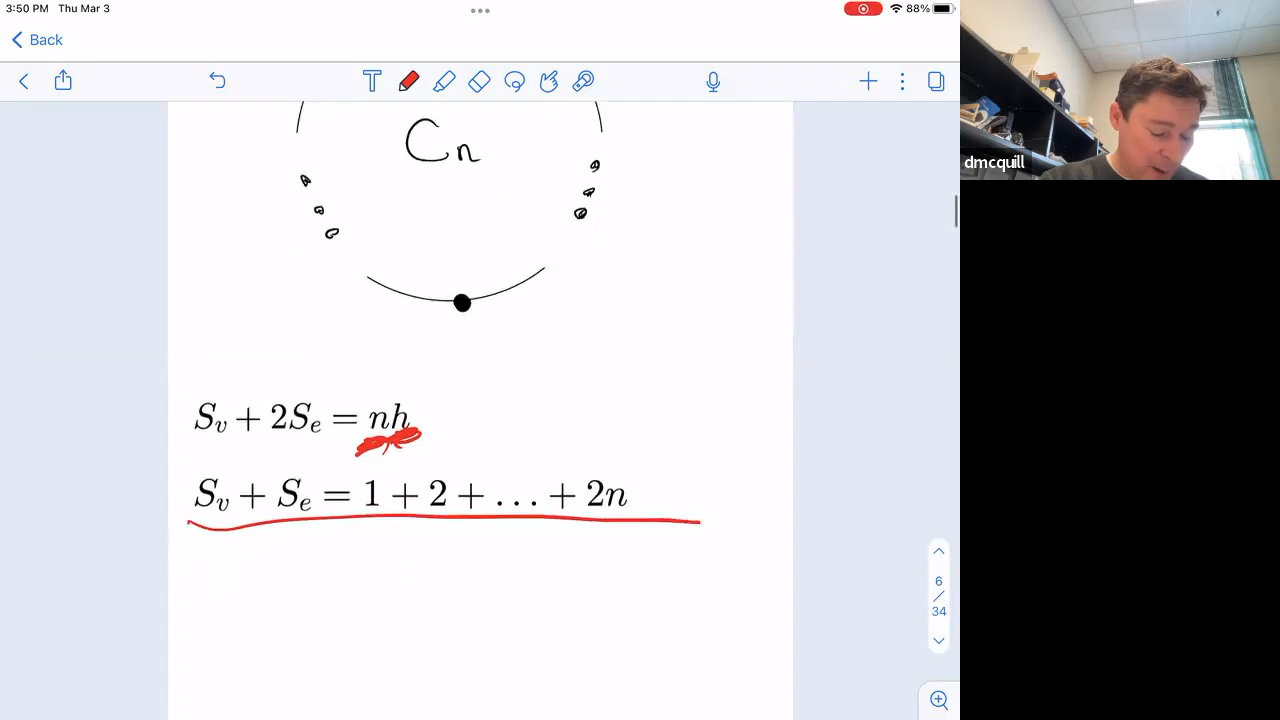 3:50 PM Thu Mar 3
88%
Back
T
C_n
dmcquill
S_v + 2S_e = nh
S_v + S_e = 1 + 2 + ... + 2n
6
/
34